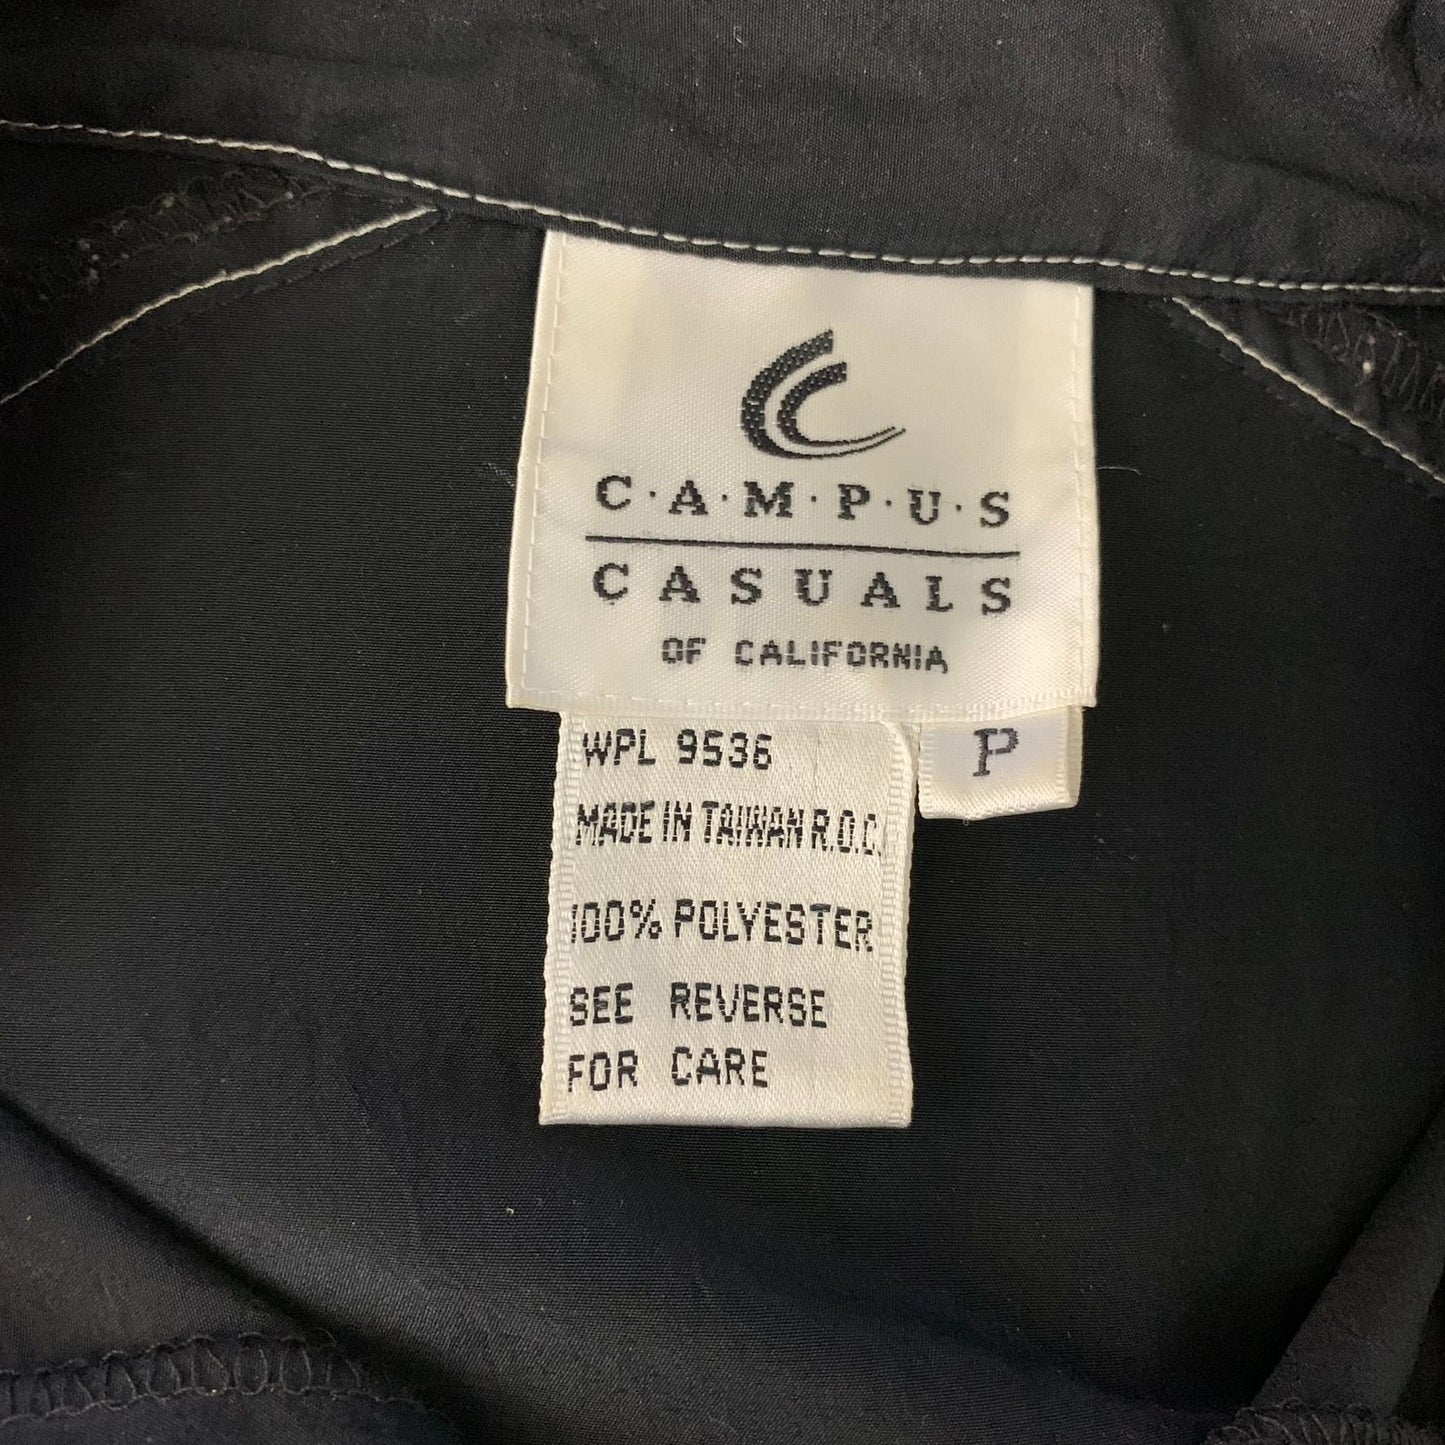 C·A·M·P·U·S
CASUALS
OF CALIFORNIA
P
WPL 9536
MADE IN TAIWAN R.O.C.
100% POLYESTER
SEE REVERSE
FOR CARE